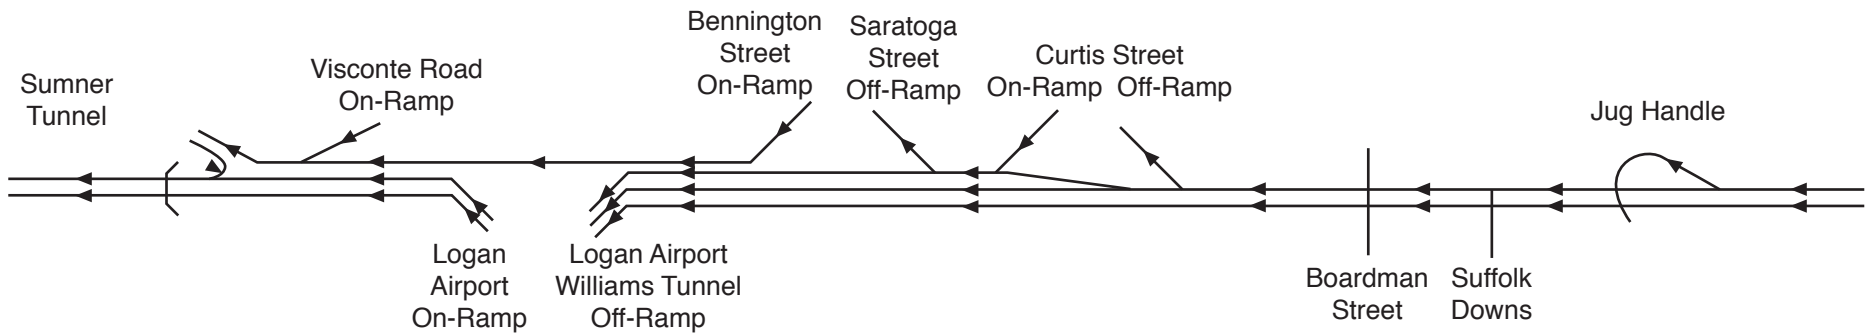 Sumner
Tunnel
Visconte Road
On-Ramp
Bennington
Street
On-Ramp
Saratoga
Street
Off-Ramp
Curtis Street
On-Ramp Off-Ramp
Jug Handle
Logan
Airport
On-Ramp
Logan Airport
Williams Tunnel
Off-Ramp
Boardman
Street
Suffolk
Downs